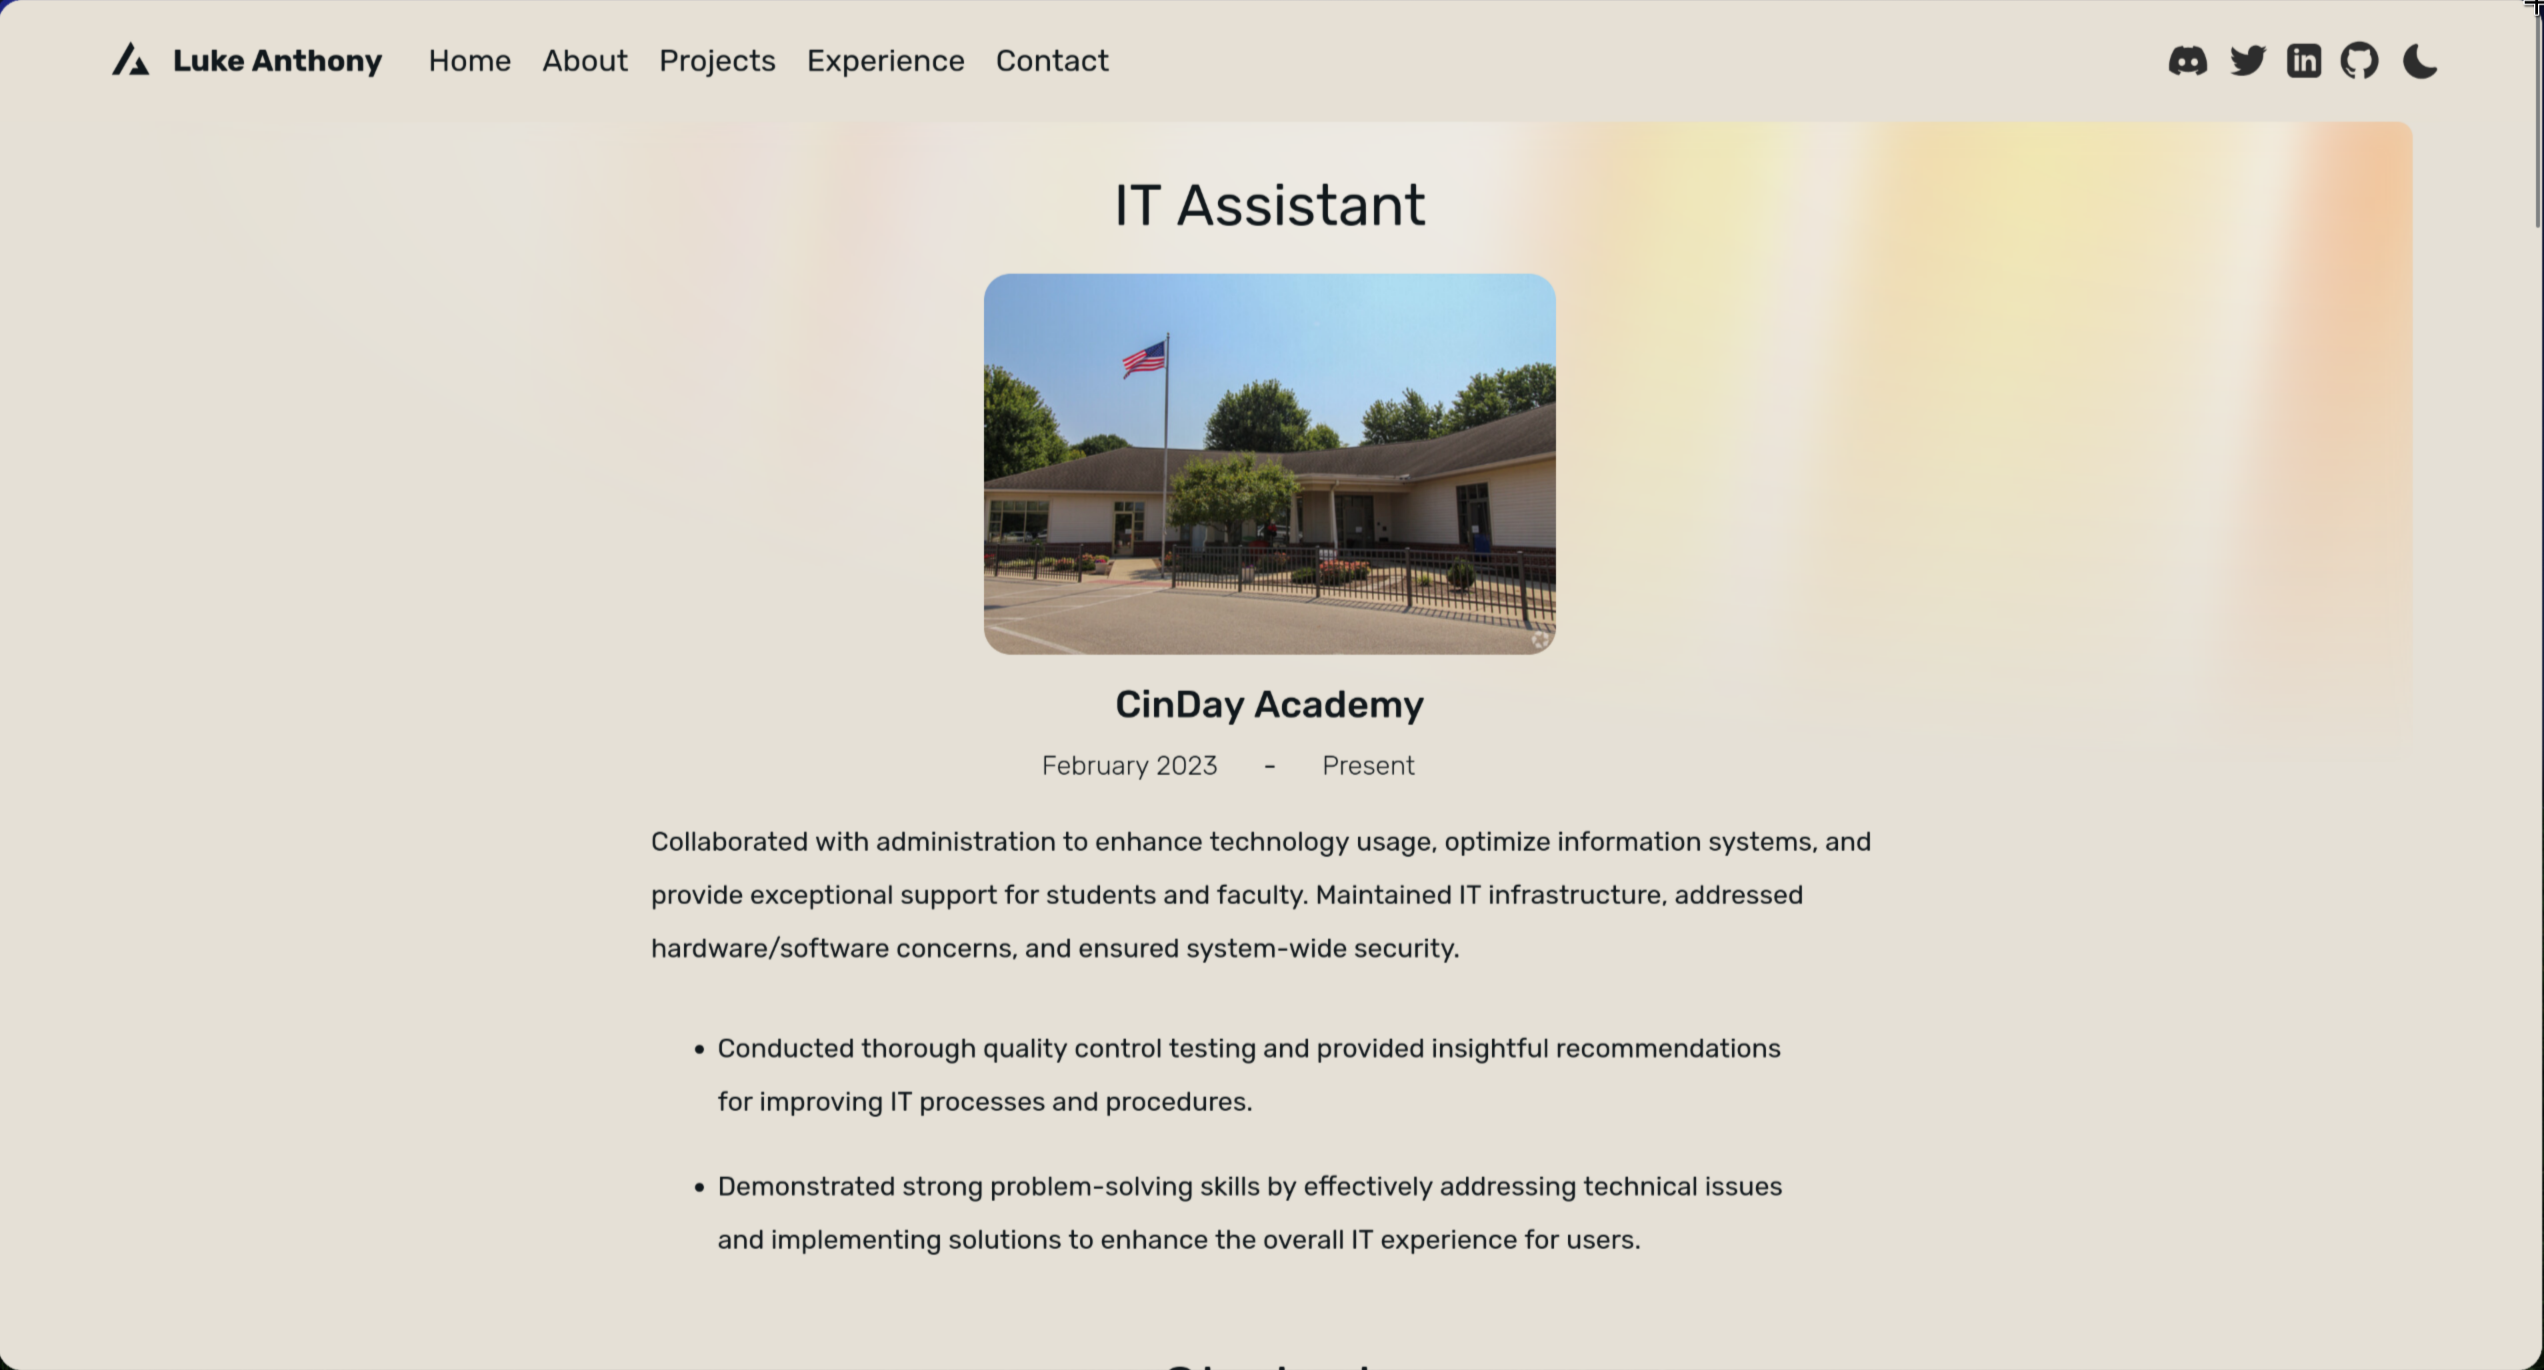 Luke Anthony Home About Projects Experience Contact
IT Assistant
CinDay Academy
February 2023 - Present
Collaborated with administration to enhance technology usage, optimize information systems, and
provide exceptional support for students and faculty. Maintained IT infrastructure, addressed
hardware/software concerns, and ensured system-wide security.
• Conducted thorough quality control testing and provided insightful recommendations
for improving IT processes and procedures.
• Demonstrated strong problem-solving skills by effectively addressing technical issues
and implementing solutions to enhance the overall IT experience for users.